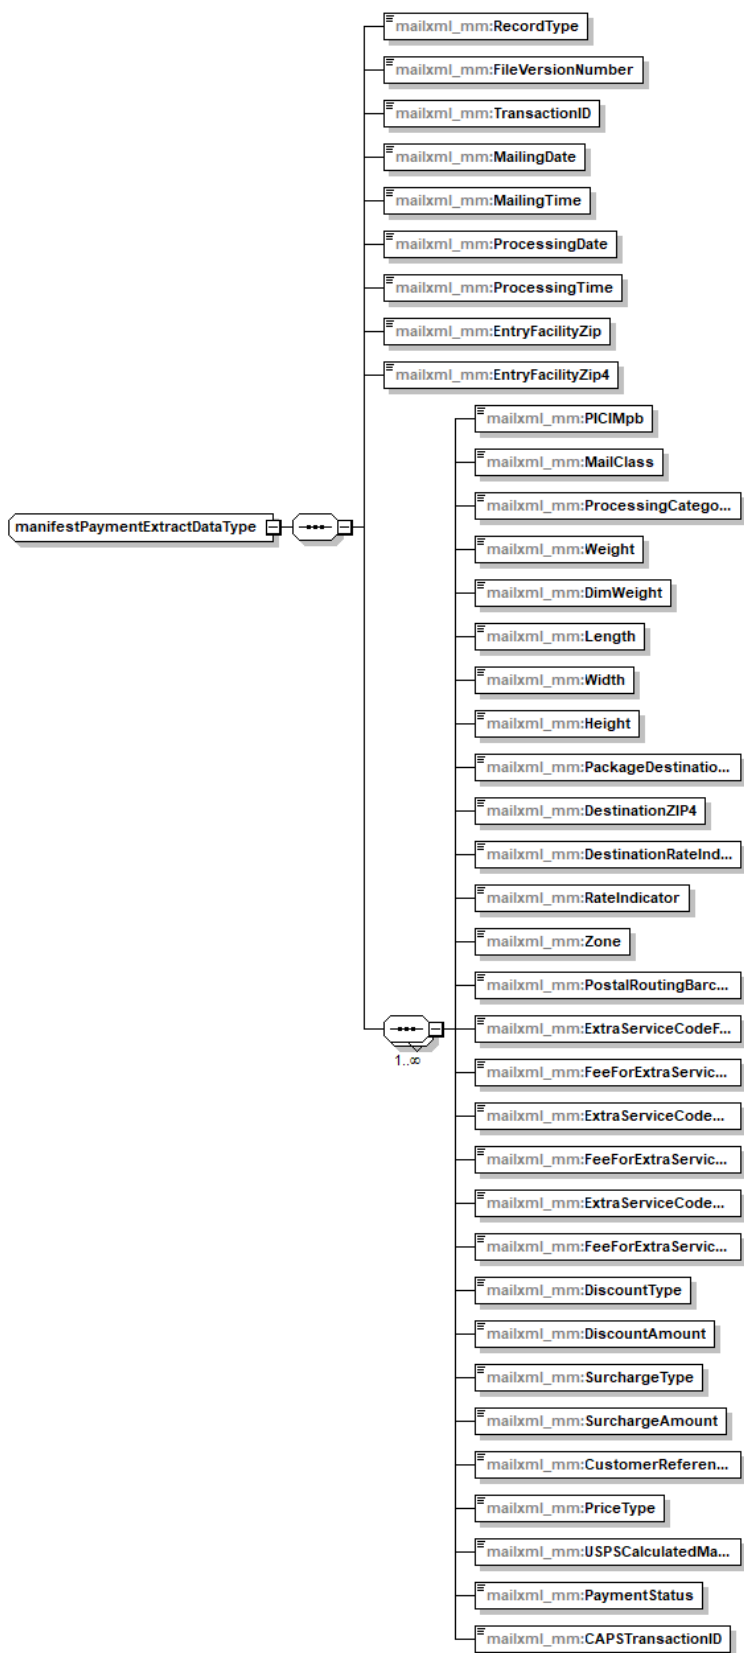 mailxml_mm:RecordType
mailxml_mm:FileVersionNumber
mailxml_mm:TransactionID
mailxml_mm:MailingDate
mailxml_mm:MailingTime
mailxml_mm:ProcessingDate
mailxml_mm:ProcessingTime
mailxml_mm:EntryFacilityZip
mailxml_mm:EntryFacilityZip4
manifestPaymentExtractDataType
mailxml_mm:PICIMpb
mailxml_mm:MailClass
mailxml_mm:ProcessingCatego...
mailxml_mm:Weight
mailxml_mm:DimWeight
mailxml_mm:Length
mailxml_mm:Width
mailxml_mm:Height
mailxml_mm:PackageDestinatio...
mailxml_mm:DestinationZIP4
mailxml_mm:DestinationRateInd...
mailxml_mm:RateIndicator
mailxml_mm:Zone
mailxml_mm:PostalRoutingBarc...
mailxml_mm:ExtraServiceCodeF...
1..∞
mailxml_mm:FeeForExtraServic...
mailxml_mm:ExtraServiceCode...
mailxml_mm:FeeForExtraServic...
mailxml_mm:ExtraServiceCode...
mailxml_mm:FeeForExtraServic...
mailxml_mm:DiscountType
mailxml_mm:DiscountAmount
mailxml_mm:SurchargeType
mailxml_mm:SurchargeAmount
mailxml_mm:CustomerReferen...
mailxml_mm:PriceType
mailxml_mm:USPSCalculatedMa...
mailxml_mm:PaymentStatus
mailxml_mm:CAPSTransactionID